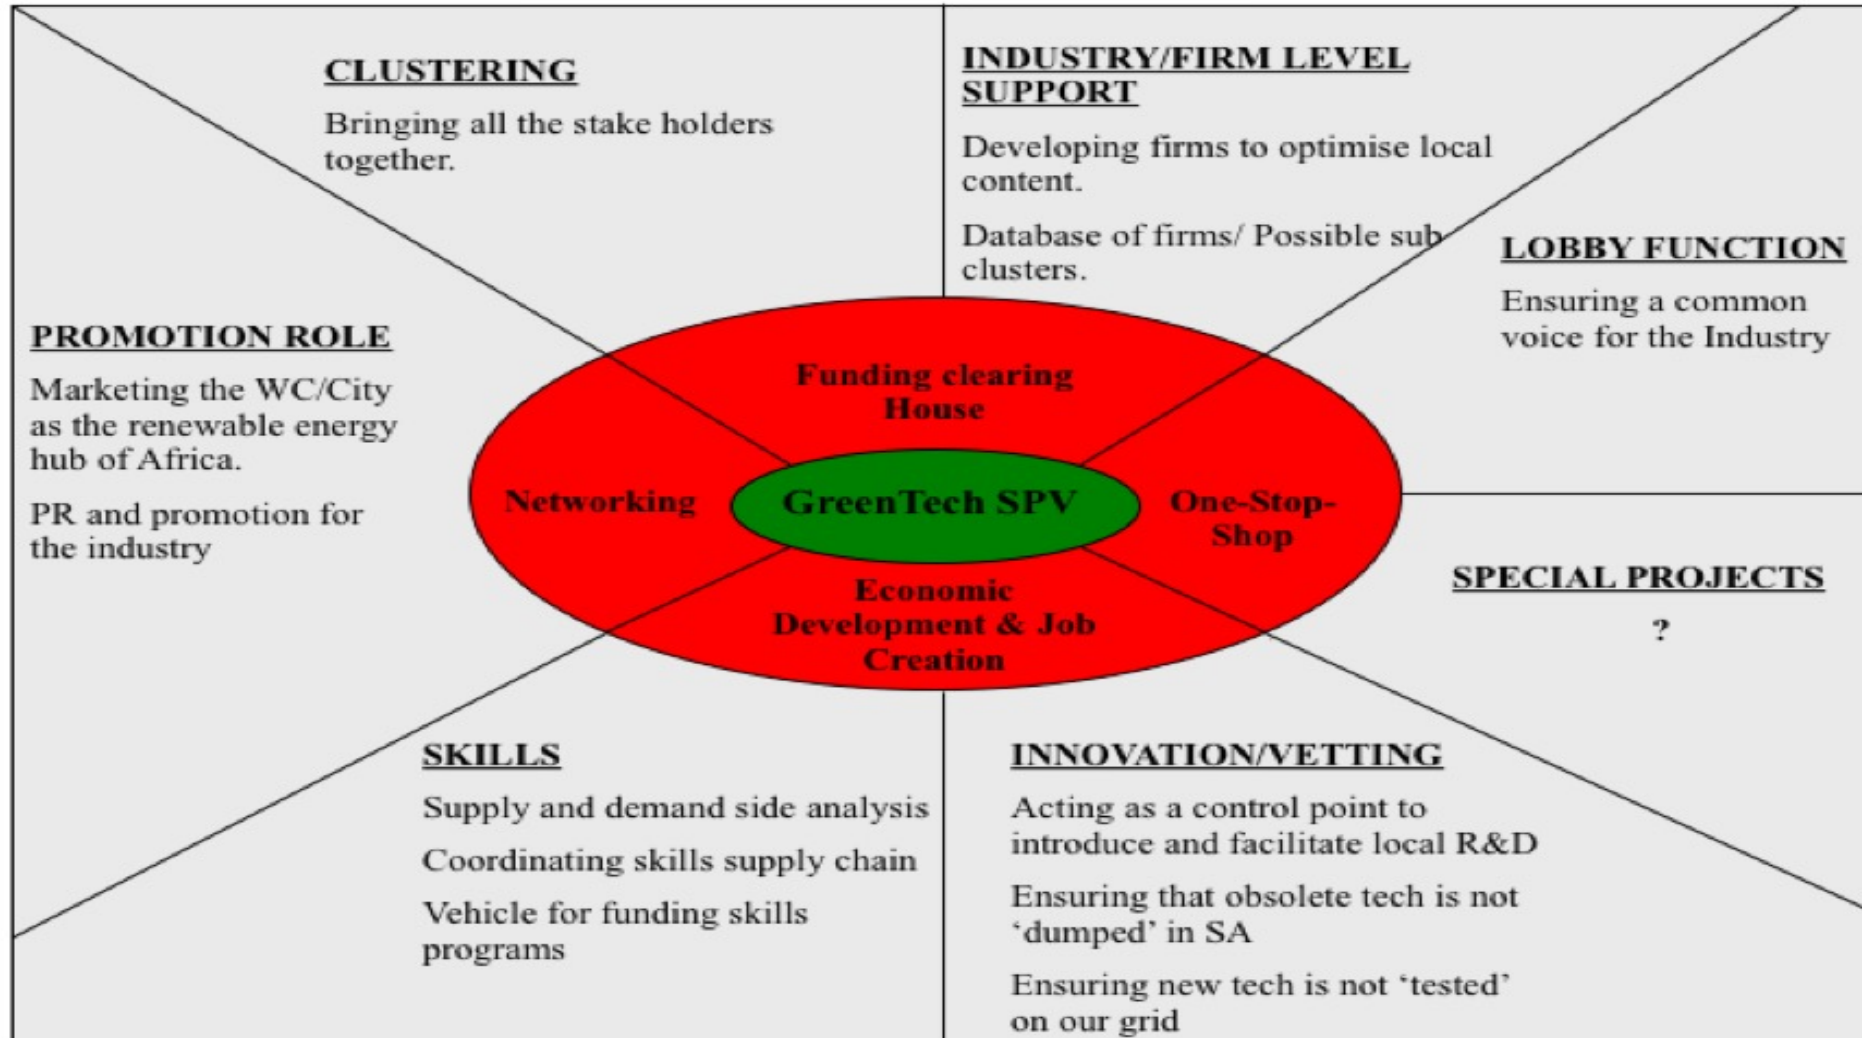 CLUSTERING
Bringing all the stake holders
together.
INDUSTRY/FIRM LEVEL
SUPPORT
Developing firms to optimise local
content.
Database of firms/ Possible sub
clusters.
LOBBY FUNCTION
Ensuring a common
voice for the Industry
PROMOTION ROLE
Marketing the WC/City
as the renewable energy
hub of Africa.
PR and promotion for
the industry
Funding clearing
House
Networking
GreenTech SPV
One-Stop-
Shop
Economic
Development & Job
Creation
SPECIAL PROJECTS
?
SKILLS
Supply and demand side analysis
Coordinating skills supply chain
Vehicle for funding skills
programs
INNOVATION/VETTING
Acting as a control point to
introduce and facilitate local R&D
Ensuring that obsolete tech is not
‘dumped’ in SA
Ensuring new tech is not ‘tested’
on our grid